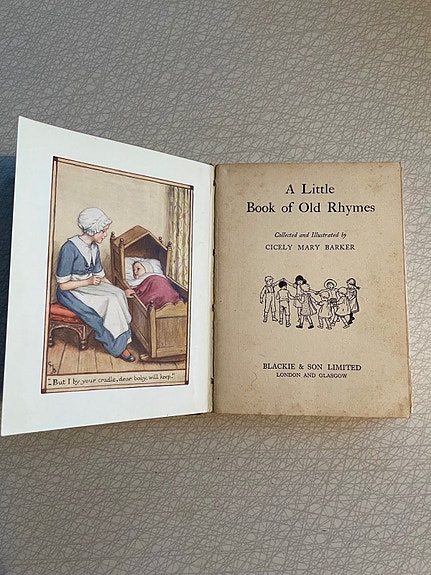 "But I by your cradle, dear baby, will keep."
A Little
Book of Old Rhymes
Collected and Illustrated by
CICELY MARY BARKER
BLACKIE & SON LIMITED
LONDON AND GLASGOW